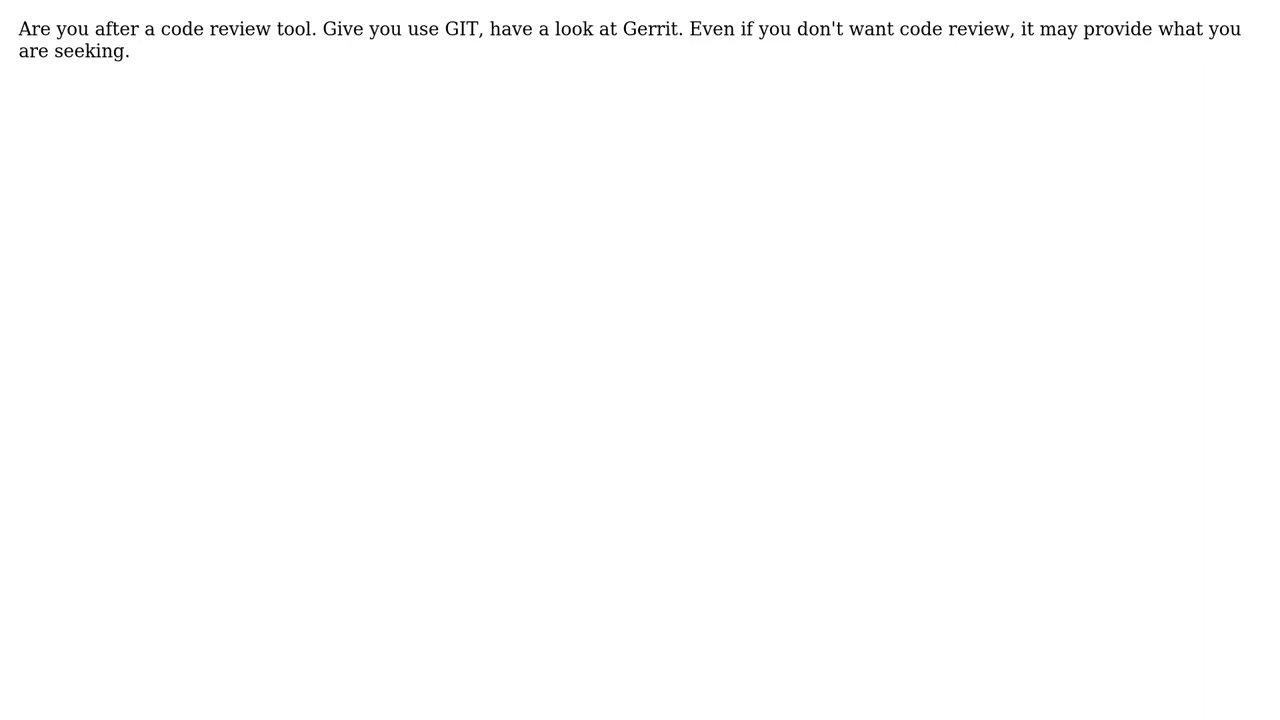 Are you after a code review tool. Give you use GIT, have a look at Gerrit. Even if you don't want code review, it may provide what you
are seeking.